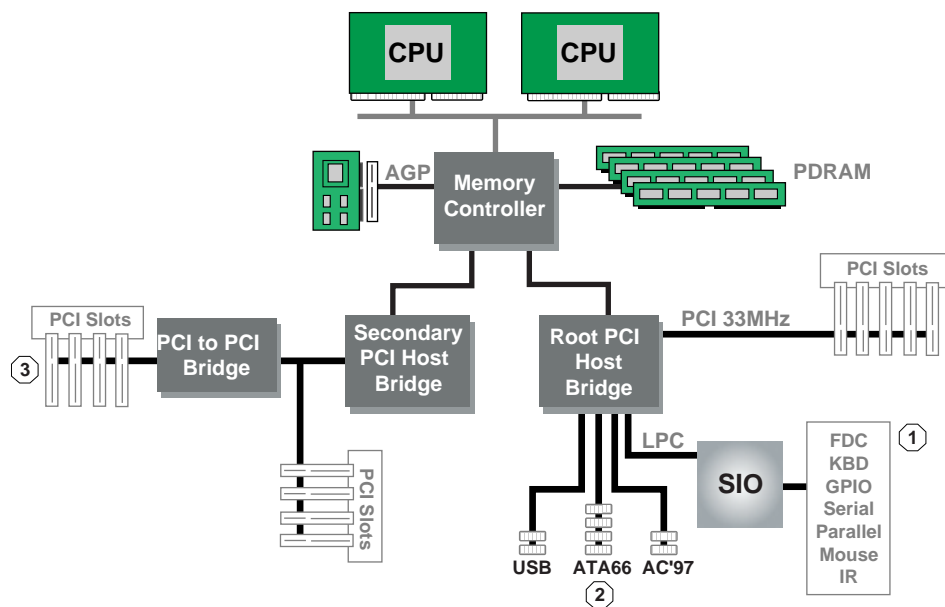 CPU
CPU
AGP
Memory
Controller
PDRAM
PCI Slots
PCI Slots
3
PCI to PCI
Bridge
Secondary
PCI Host
Bridge
Root PCI
Host
Bridge
PCI 33MHz
PCI Slots
LPC
SIO
1
FDC
KBD
GPIO
Serial
Parallel
Mouse
IR
USB
ATA66
AC'97
2